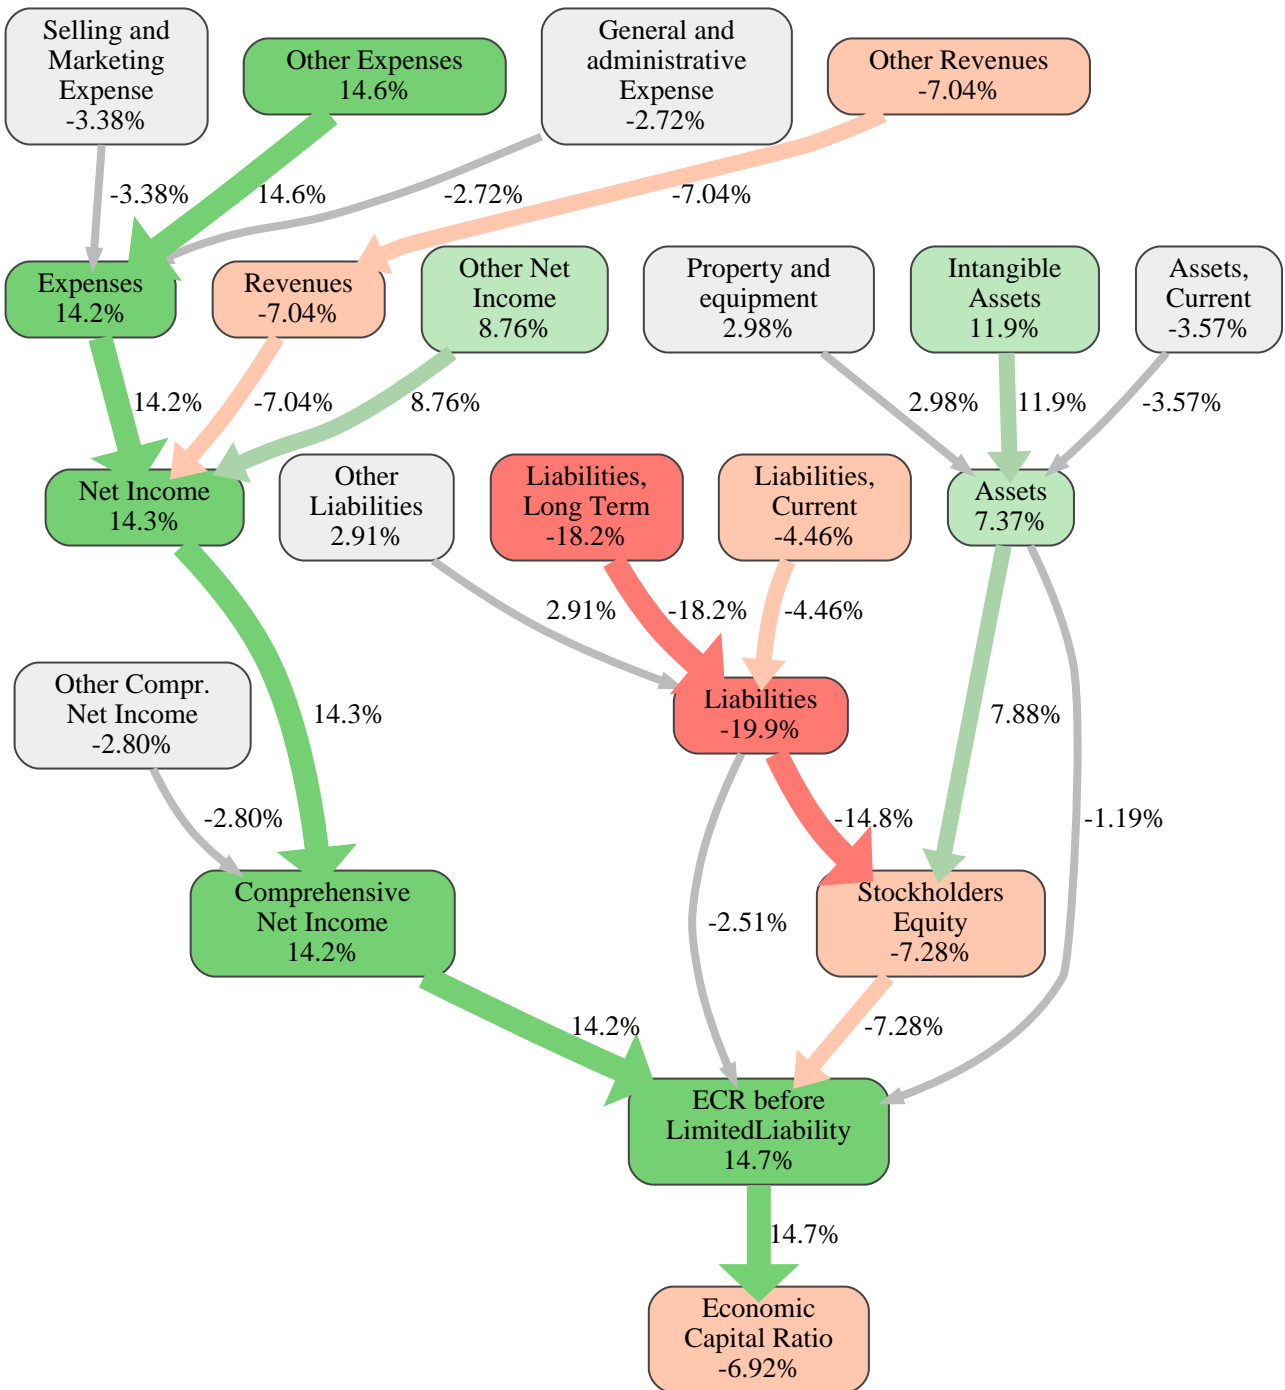 Selling and
Marketing
Expense
-3.38%
Other Expenses
14.6%
General and
administrative
Expense
-2.72%
Other Revenues
-7.04%
-3.38%
14.6%
-2.72%
-7.04%
Expenses
14.2%
Revenues
-7.04%
Other Net
Income
8.76%
Property and
equipment
2.98%
Intangible
Assets
11.9%
Assets,
Current
-3.57%
14.2%
-7.04%
8.76%
2.98%
11.9%
-3.57%
Net Income
14.3%
Other
Liabilities
2.91%
Liabilities,
Long Term
-18.2%
Liabilities,
Current
-4.46%
Assets
7.37%
2.91%
-18.2%
-4.46%
Other Compr.
Net Income
-2.80%
14.3%
Liabilities
-19.9%
7.88%
-2.80%
-14.8%
-1.19%
Comprehensive
Net Income
14.2%
-2.51%
Stockholders
Equity
-7.28%
14.2%
-7.28%
ECR before
LimitedLiability
14.7%
14.7%
Economic
Capital Ratio
-6.92%